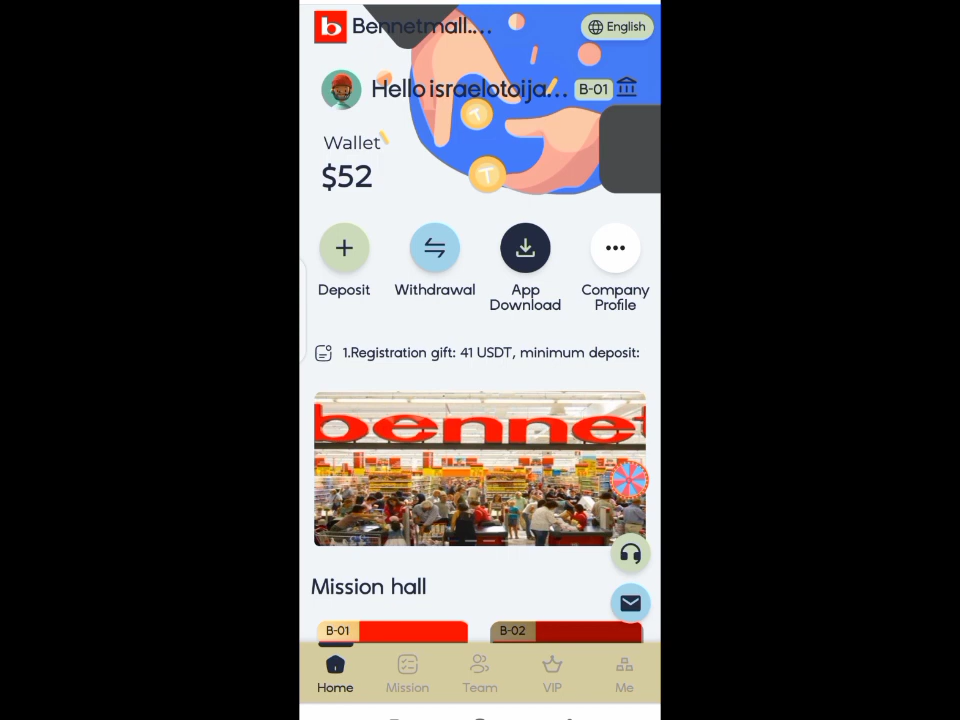 b Bennetmall....
English
Hello israelotoija...
B-01
Wallet
$52
T
T
Deposit
Withdrawal
App
Download
Company
Profile
1.Registration gift: 41 USDT, minimum deposit:
bennet
Mission hall
B-01
B-02
Home
Mission
Team
VIP
Me